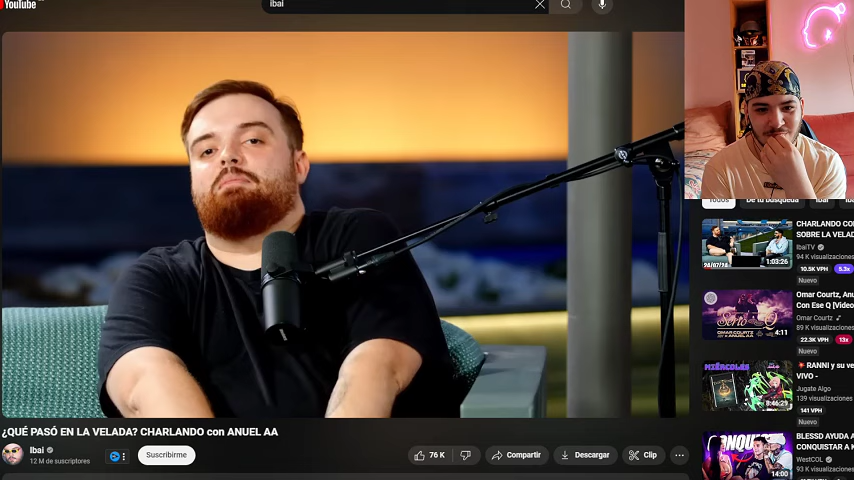 YouTube
ibai
¿QUÉ PASÓ EN LA VELADA? CHARLANDO con ANUEL AA
Ibai
12 M de suscriptores
Suscribirme
76 K
Compartir
Descargar
Clip
Todos
De tu búsqueda
Ibai
CHARLANDO CO
SOBRE LA VELAD
IbaiTV
94 K visualizaciones
10.5K VPH
5.3x
Nuevo
1:03:26
Omar Courtz, Anu
Con Ese Q [Video
Omar Courtz
89 K visualizaciones
22.3K VPH
13x
Nuevo
4:11
MIÉRCOLES
RANNI y su ve
VIVO -
Jugate Algo
139 visualizaciones
141 VPH
Nuevo
8:46:29
BLESSD AYUDA A
CONQUISTAR A K
WestCOL
93 K visualizaciones
14:00